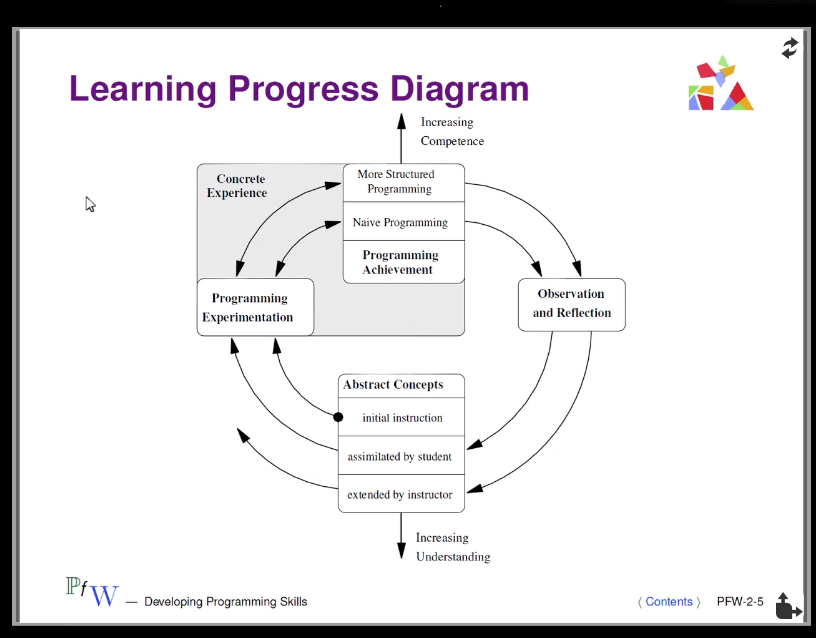 Learning Progress Diagram
Increasing
Competence
Concrete
Experience
More Structured
Programming
Naive Programming
Programming
Achievement
Programming
Experimentation
Observation
and Reflection
Abstract Concepts
initial instruction
assimilated by student
extended by instructor
Increasing
Understanding
ℙfW — Developing Programming Skills
⟨ Contents ⟩ PFW-2-5